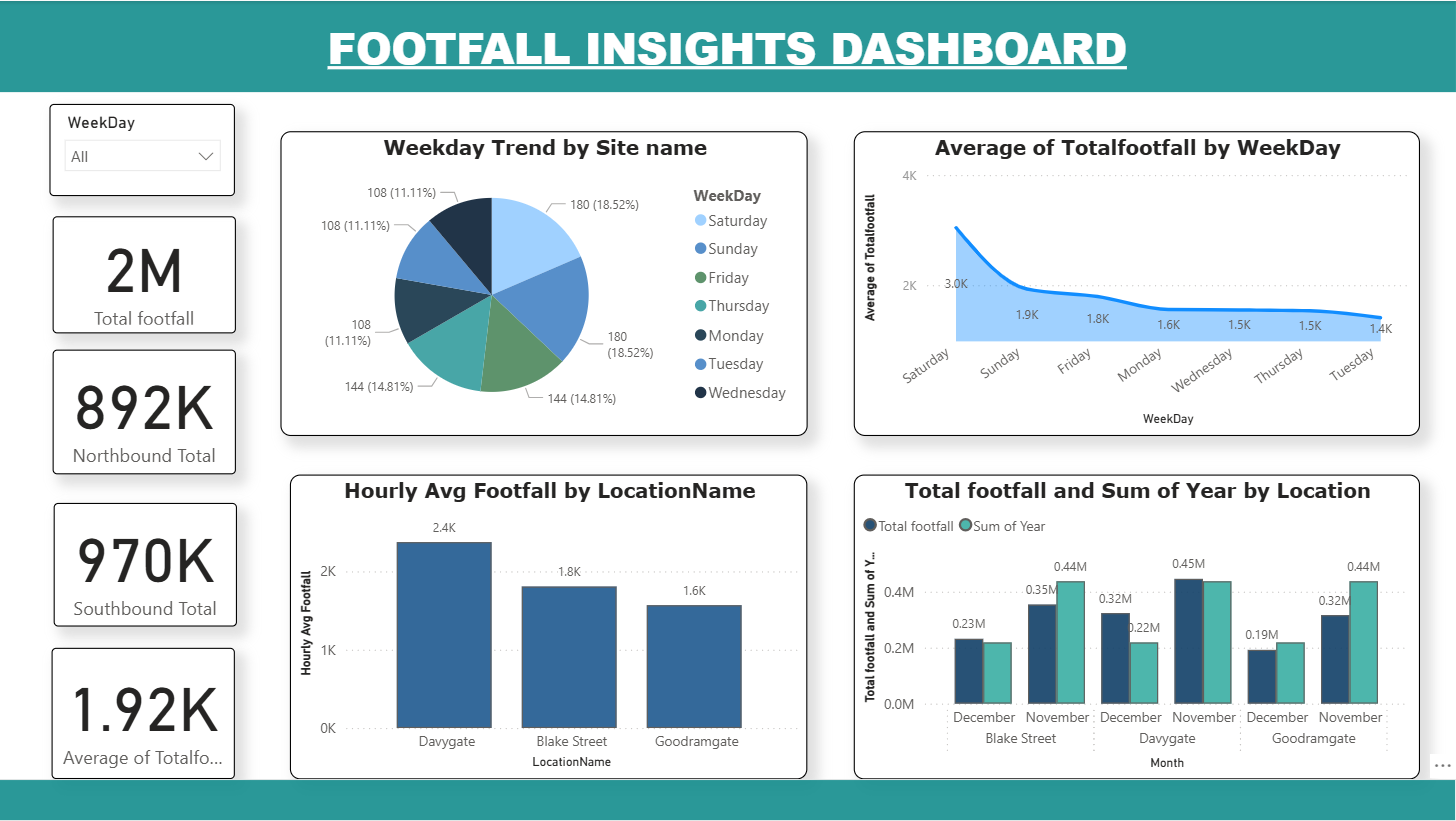 FOOTFALL INSIGHTS DASHBOARD
WeekDay
All
2M
Total footfall
892K
Northbound Total
970K
Southbound Total
1.92K
Average of Totalfo...
Weekday Trend by Site name
108 (11.11%)
180 (18.52%)
108 (11.11%)
108
(11.11%)
180
(18.52%)
144 (14.81%)
144 (14.81%)
WeekDay
Saturday
Sunday
Friday
Thursday
Monday
Tuesday
Wednesday
Average of Totalfootfall by WeekDay
Average of Totalfootfall
4K
2K
3.0K
1.9K
1.8K
1.6K
1.5K
1.5K
1.4K
Saturday
Sunday
Friday
Monday
Wednesday
Thursday
Tuesday
WeekDay
Hourly Avg Footfall by LocationName
Hourly Avg Footfall
2K
1K
0K
2.4K
1.8K
1.6K
Davygate
Blake Street
Goodramgate
LocationName
Total footfall and Sum of Year by Location
Total footfall
Sum of Year
Total footfall and Sum of Y...
0.4M
0.2M
0.0M
0.23M
0.35M
0.44M
0.32M
0.22M
0.45M
0.19M
0.32M
0.44M
December
November
December
November
December
November
Blake Street
Davygate
Goodramgate
Month
...